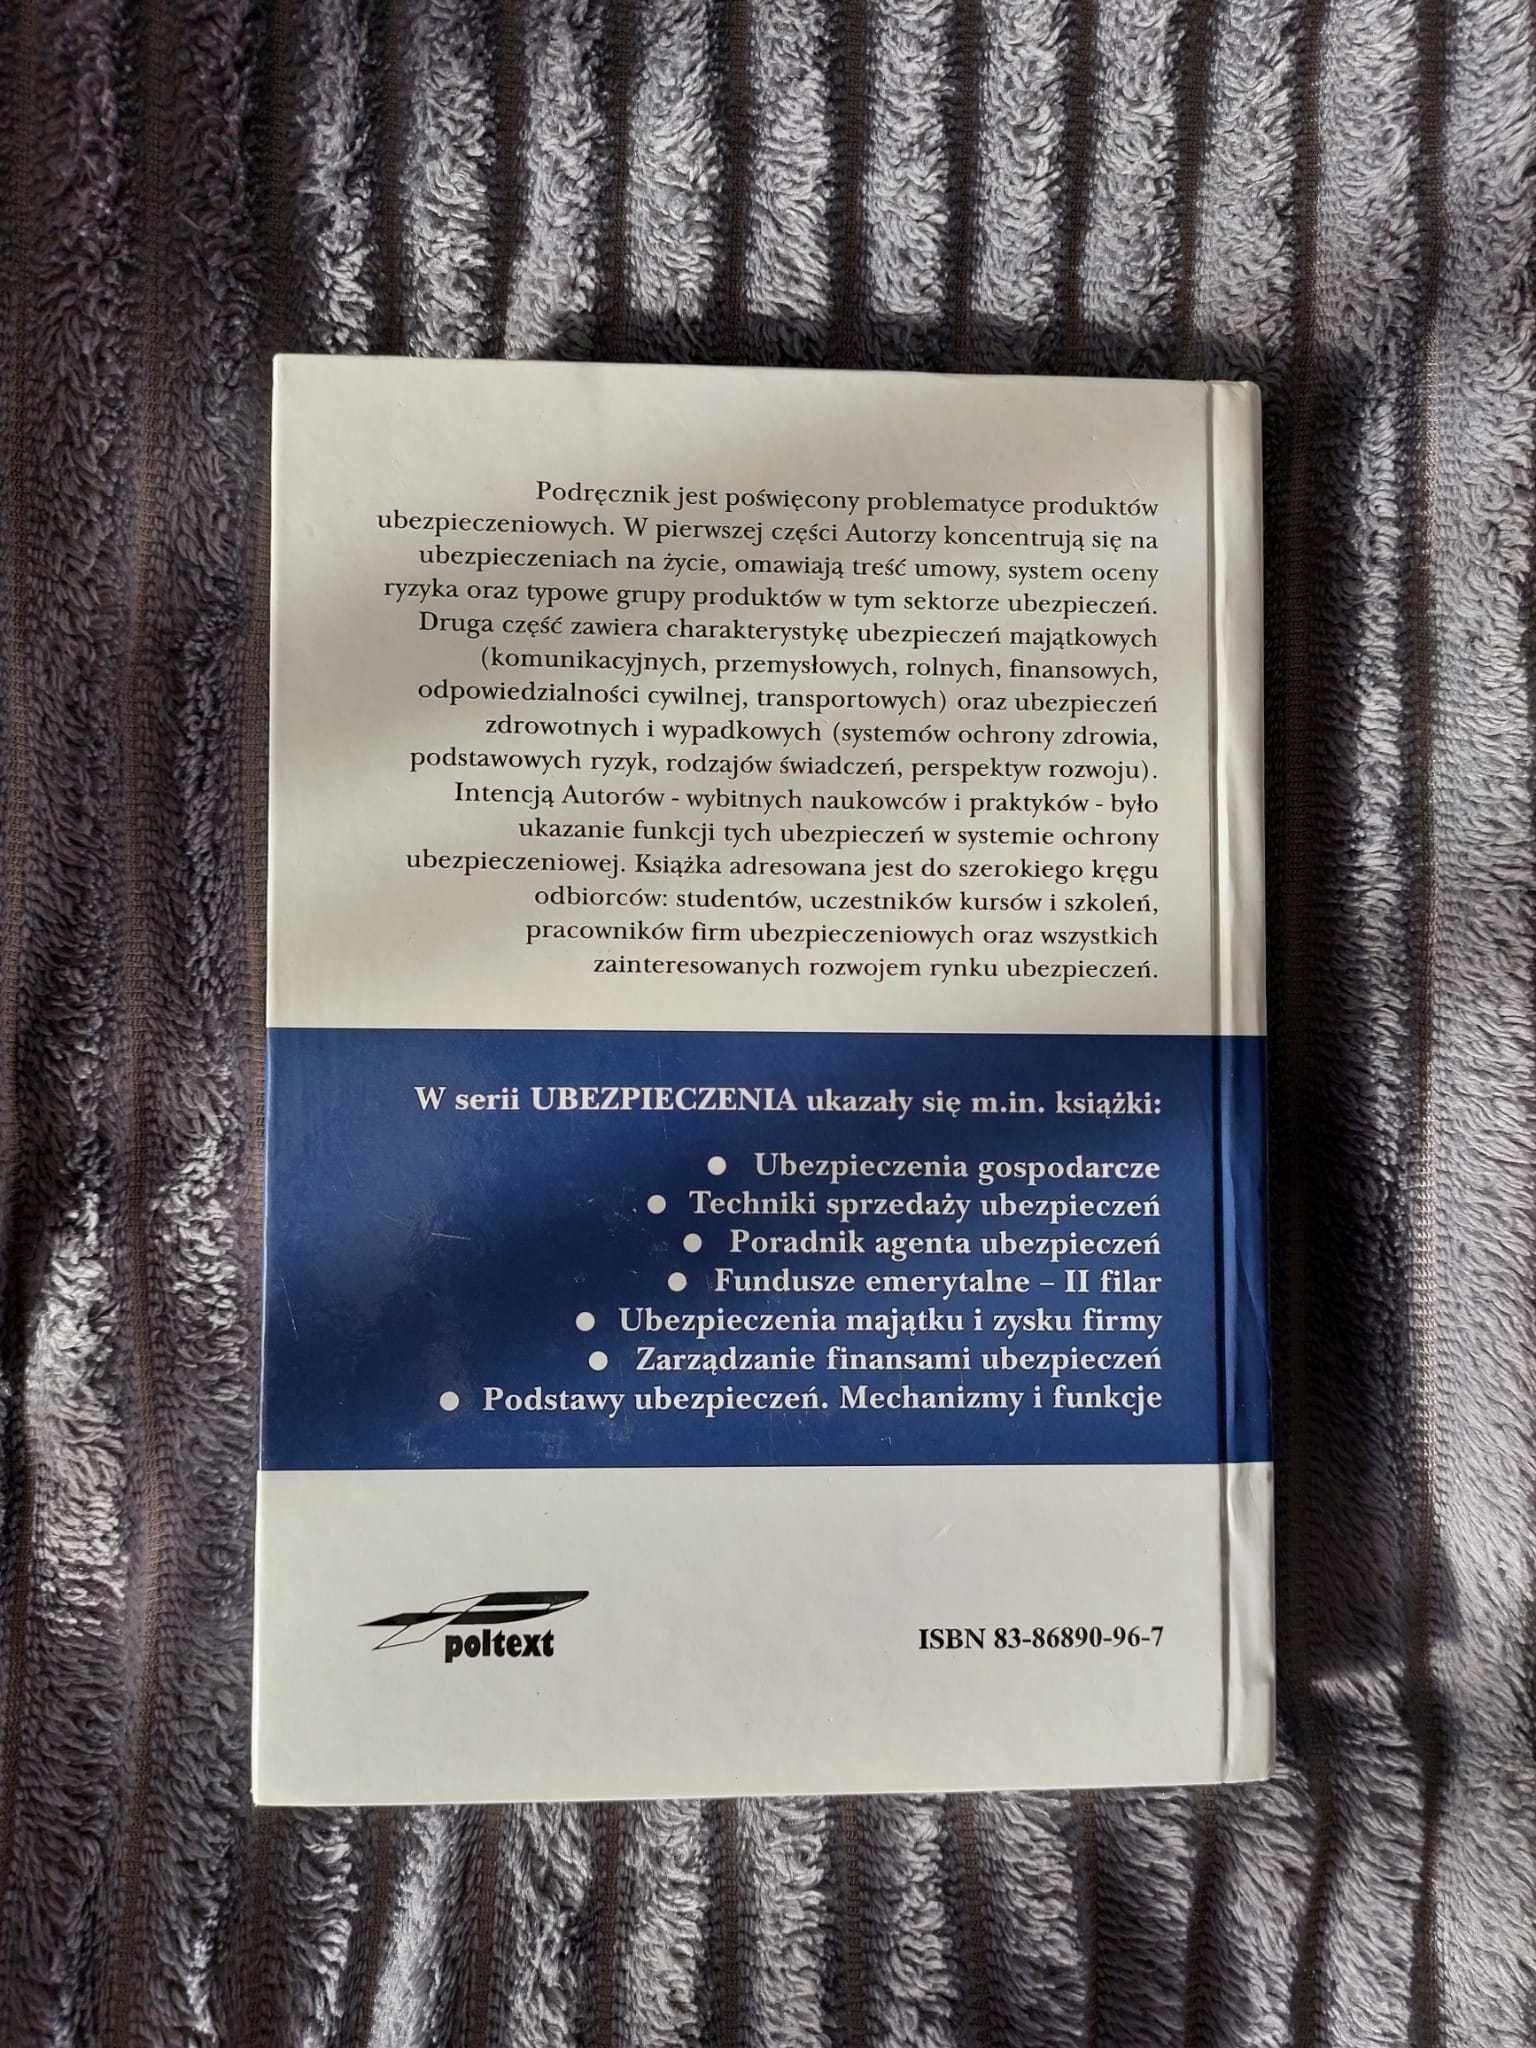 Podręcznik jest poświęcony problematyce produktów
ubezpieczeniowych. W pierwszej części Autorzy koncentrują się na
ubezpieczeniach na życie, omawiają treść umowy, system oceny
ryzyka oraz typowe grupy produktów w tym sektorze ubezpieczeń.
Druga część zawiera charakterystykę ubezpieczeń majątkowych
(komunikacyjnych, przemysłowych, rolnych, finansowych,
odpowiedzialności cywilnej, transportowych) oraz ubezpieczeń
zdrowotnych i wypadkowych (systemów ochrony zdrowia,
podstawowych ryzyk, rodzajów świadczeń, perspektyw rozwoju).
Intencją Autorów - wybitnych naukowców i praktyków - było
ukazanie funkcji tych ubezpieczeń w systemie ochrony
ubezpieczeniowej. Książka adresowana jest do szerokiego kręgu
odbiorców: studentów, uczestników kursów i szkoleń,
pracowników firm ubezpieczeniowych oraz wszystkich
zainteresowanych rozwojem rynku ubezpieczeń.
W serii UBEZPIECZENIA ukazały się m.in. książki:
● Ubezpieczenia gospodarcze
● Techniki sprzedaży ubezpieczeń
● Poradnik agenta ubezpieczeń
● Fundusze emerytalne – II filar
● Ubezpieczenia majątku i zysku firmy
● Zarządzanie finansami ubezpieczeń
● Podstawy ubezpieczeń. Mechanizmy i funkcje
poltext
ISBN 83-86890-96-7